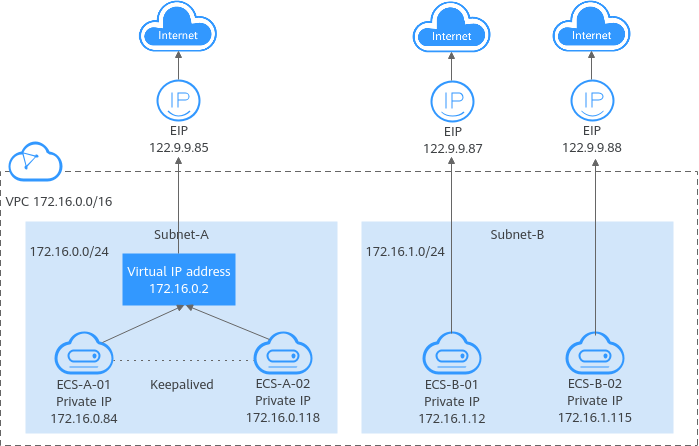 Internet
Internet
Internet
IP
IP
IP
EIP
122.9.9.85
EIP
122.9.9.87
EIP
122.9.9.88
VPC 172.16.0.0/16
Subnet-A
172.16.0.0/24
Virtual IP address
172.16.0.2
ECS-A-01
Private IP
172.16.0.84
Keepalived
ECS-A-02
Private IP
172.16.0.118
Subnet-B
172.16.1.0/24
ECS-B-01
Private IP
172.16.1.12
ECS-B-02
Private IP
172.16.1.115